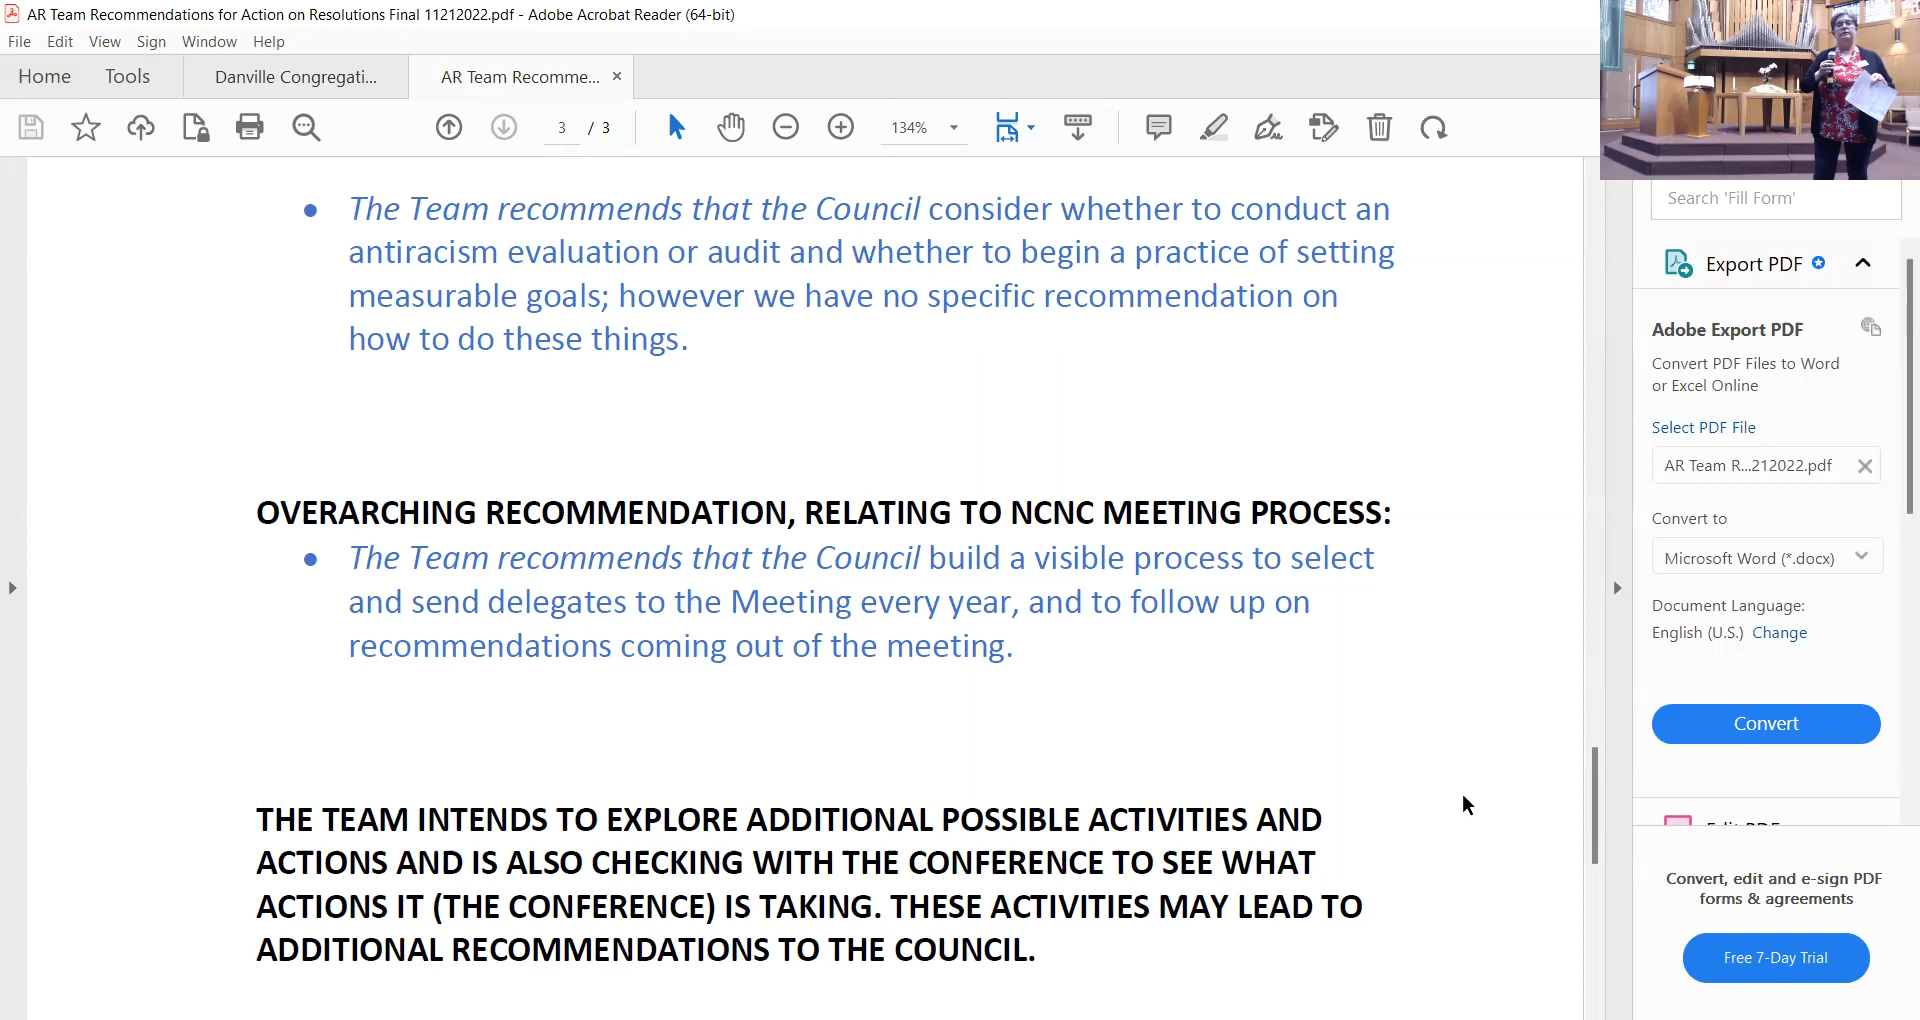 AR Team Recommendations for Action on Resolutions Final 11212022.pdf - Adobe Acrobat Reader (64-bit)
File Edit View Sign Window Help
Home Tools Danville Congregati... AR Team Recomme... ×
3 / 3 134%
Search 'Fill Form'
• The Team recommends that the Council consider whether to conduct an
antiracism evaluation or audit and whether to begin a practice of setting
measurable goals; however we have no specific recommendation on
how to do these things.
OVERARCHING RECOMMENDATION, RELATING TO NCNC MEETING PROCESS:
• The Team recommends that the Council build a visible process to select
and send delegates to the Meeting every year, and to follow up on
recommendations coming out of the meeting.
THE TEAM INTENDS TO EXPLORE ADDITIONAL POSSIBLE ACTIVITIES AND
ACTIONS AND IS ALSO CHECKING WITH THE CONFERENCE TO SEE WHAT
ACTIONS IT (THE CONFERENCE) IS TAKING. THESE ACTIVITIES MAY LEAD TO
ADDITIONAL RECOMMENDATIONS TO THE COUNCIL.
Export PDF
Adobe Export PDF
Convert PDF Files to Word
or Excel Online
Select PDF File
AR Team R...212022.pdf
Convert to
Microsoft Word (*.docx)
Document Language:
English (U.S.) Change
Convert
Edit PDF
Convert, edit and e-sign PDF
forms & agreements
Free 7-Day Trial